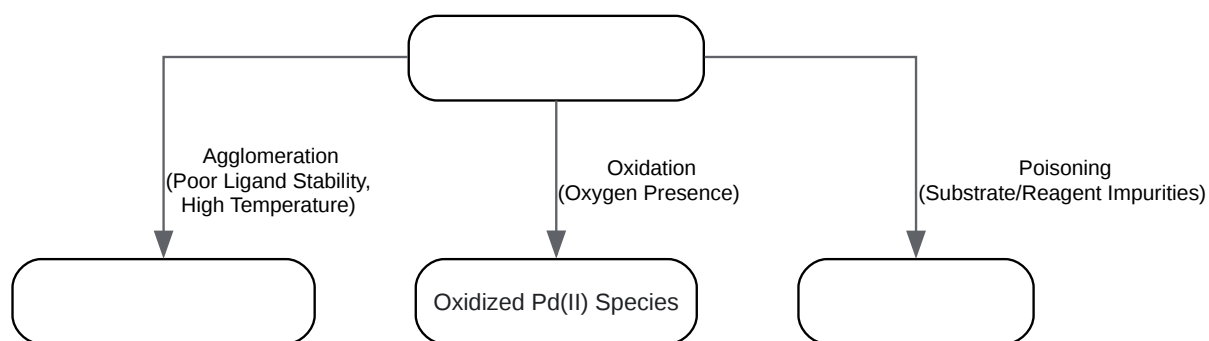 Agglomeration
(Poor Ligand Stability,
High Temperature)
Oxidation
(Oxygen Presence)
Poisoning
(Substrate/Reagent Impurities)
Oxidized Pd(II) Species